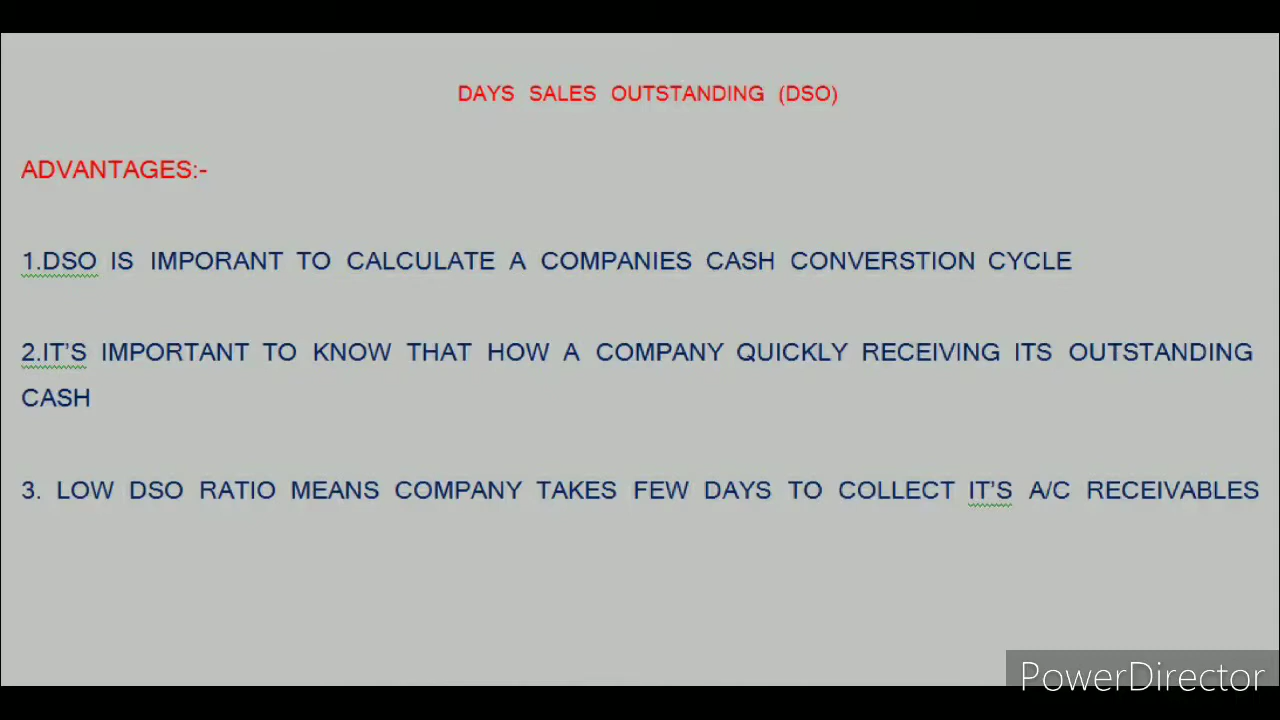 DAYS SALES OUTSTANDING (DSO)
ADVANTAGES:-
1.DSO IS IMPORANT TO CALCULATE A COMPANIES CASH CONVERSTION CYCLE
2.IT'S IMPORTANT TO KNOW THAT HOW A COMPANY QUICKLY RECEIVING ITS OUTSTANDING
CASH
3. LOW DSO RATIO MEANS COMPANY TAKES FEW DAYS TO COLLECT IT'S A/C RECEIVABLES
PowerDirector